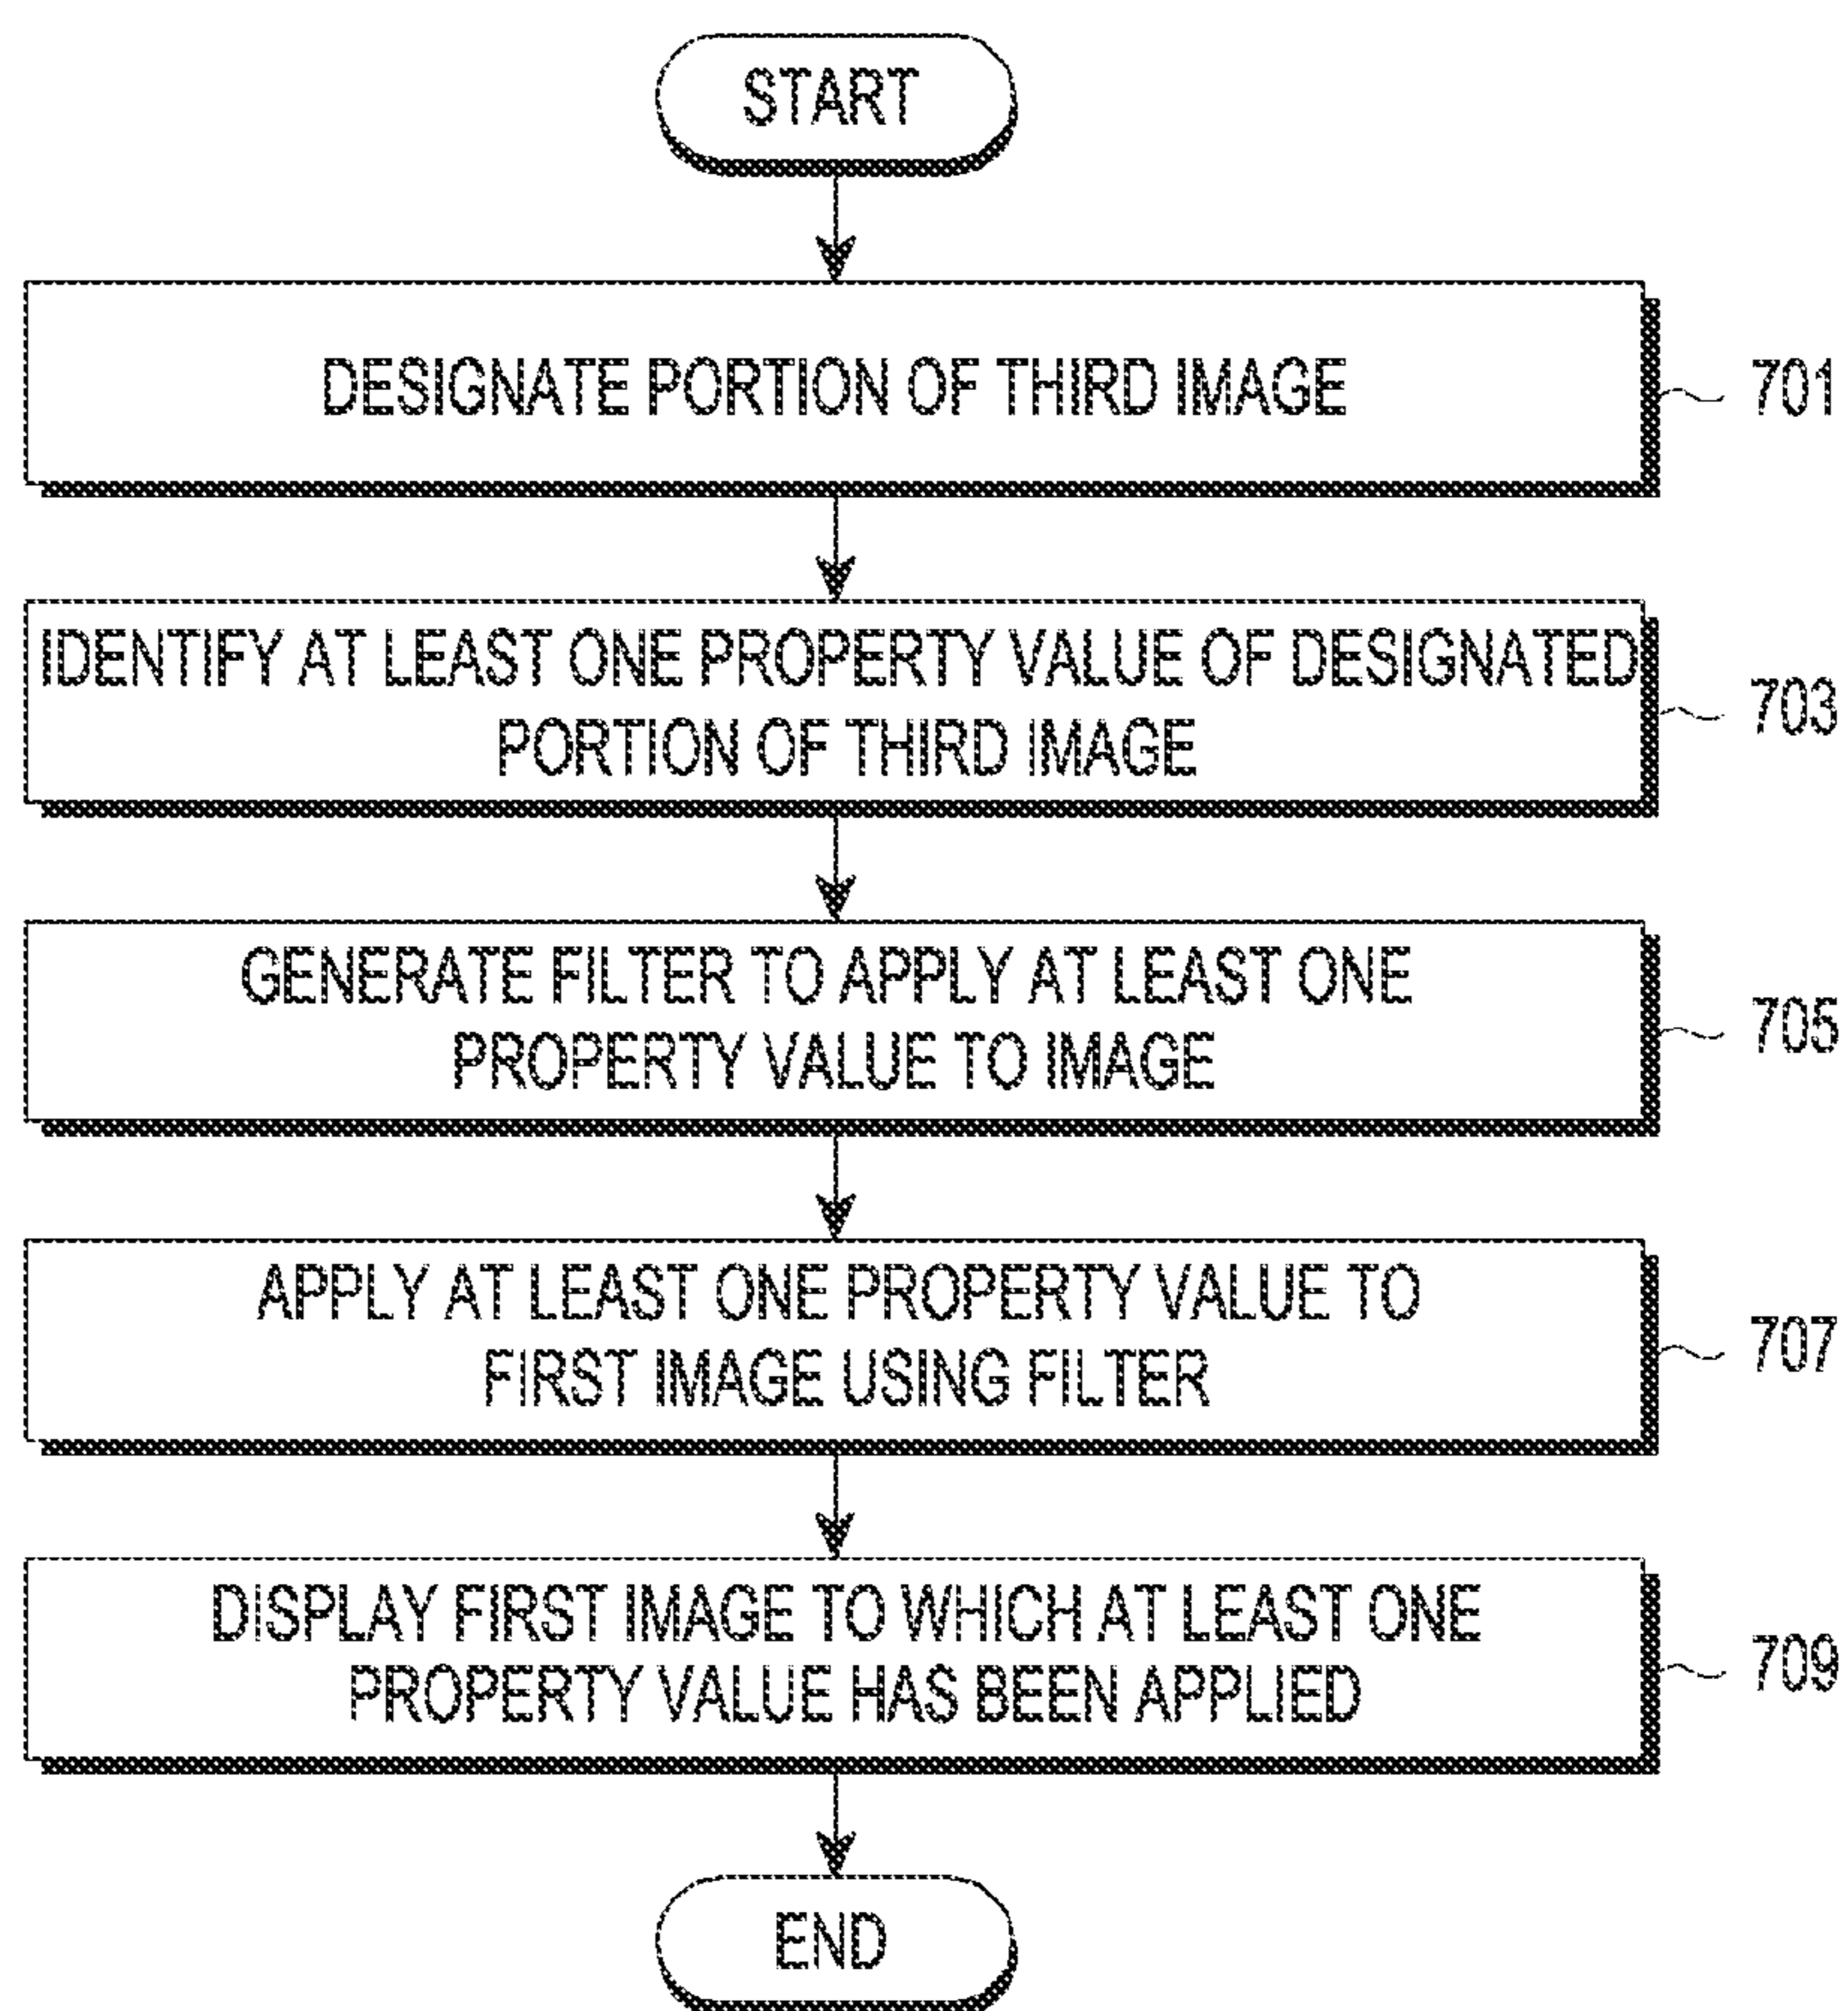 START
DESIGNATE PORTION OF THIRD IMAGE
701
IDENTIFY AT LEAST ONE PROPERTY VALUE OF DESIGNATED
PORTION OF THIRD IMAGE
703
GENERATE FILTER TO APPLY AT LEAST ONE
PROPERTY VALUE TO IMAGE
705
APPLY AT LEAST ONE PROPERTY VALUE TO
FIRST IMAGE USING FILTER
707
DISPLAY FIRST IMAGE TO WHICH AT LEAST ONE
PROPERTY VALUE HAS BEEN APPLIED
709
END